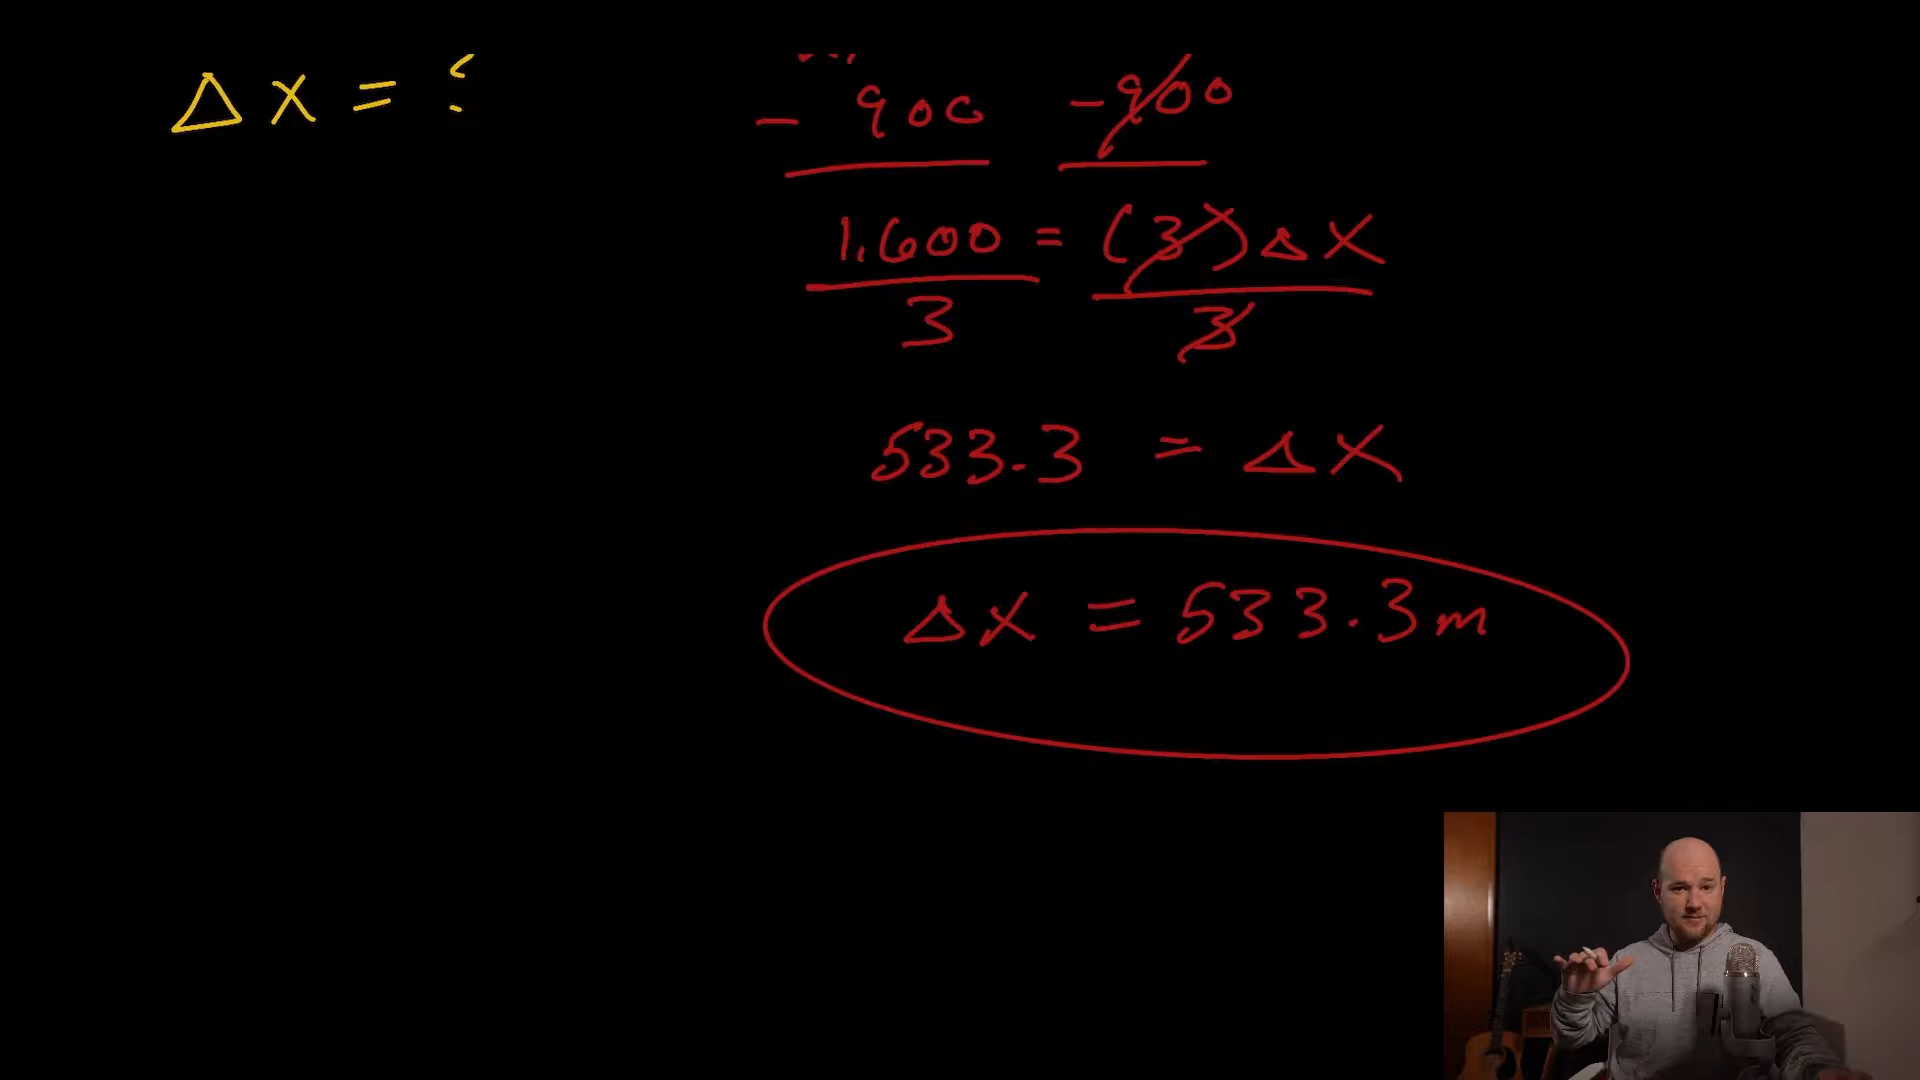 Δx = ?
- 900 -900
1,600 = (3)Δx
3 3
533.3 = Δx
Δx = 533.3m